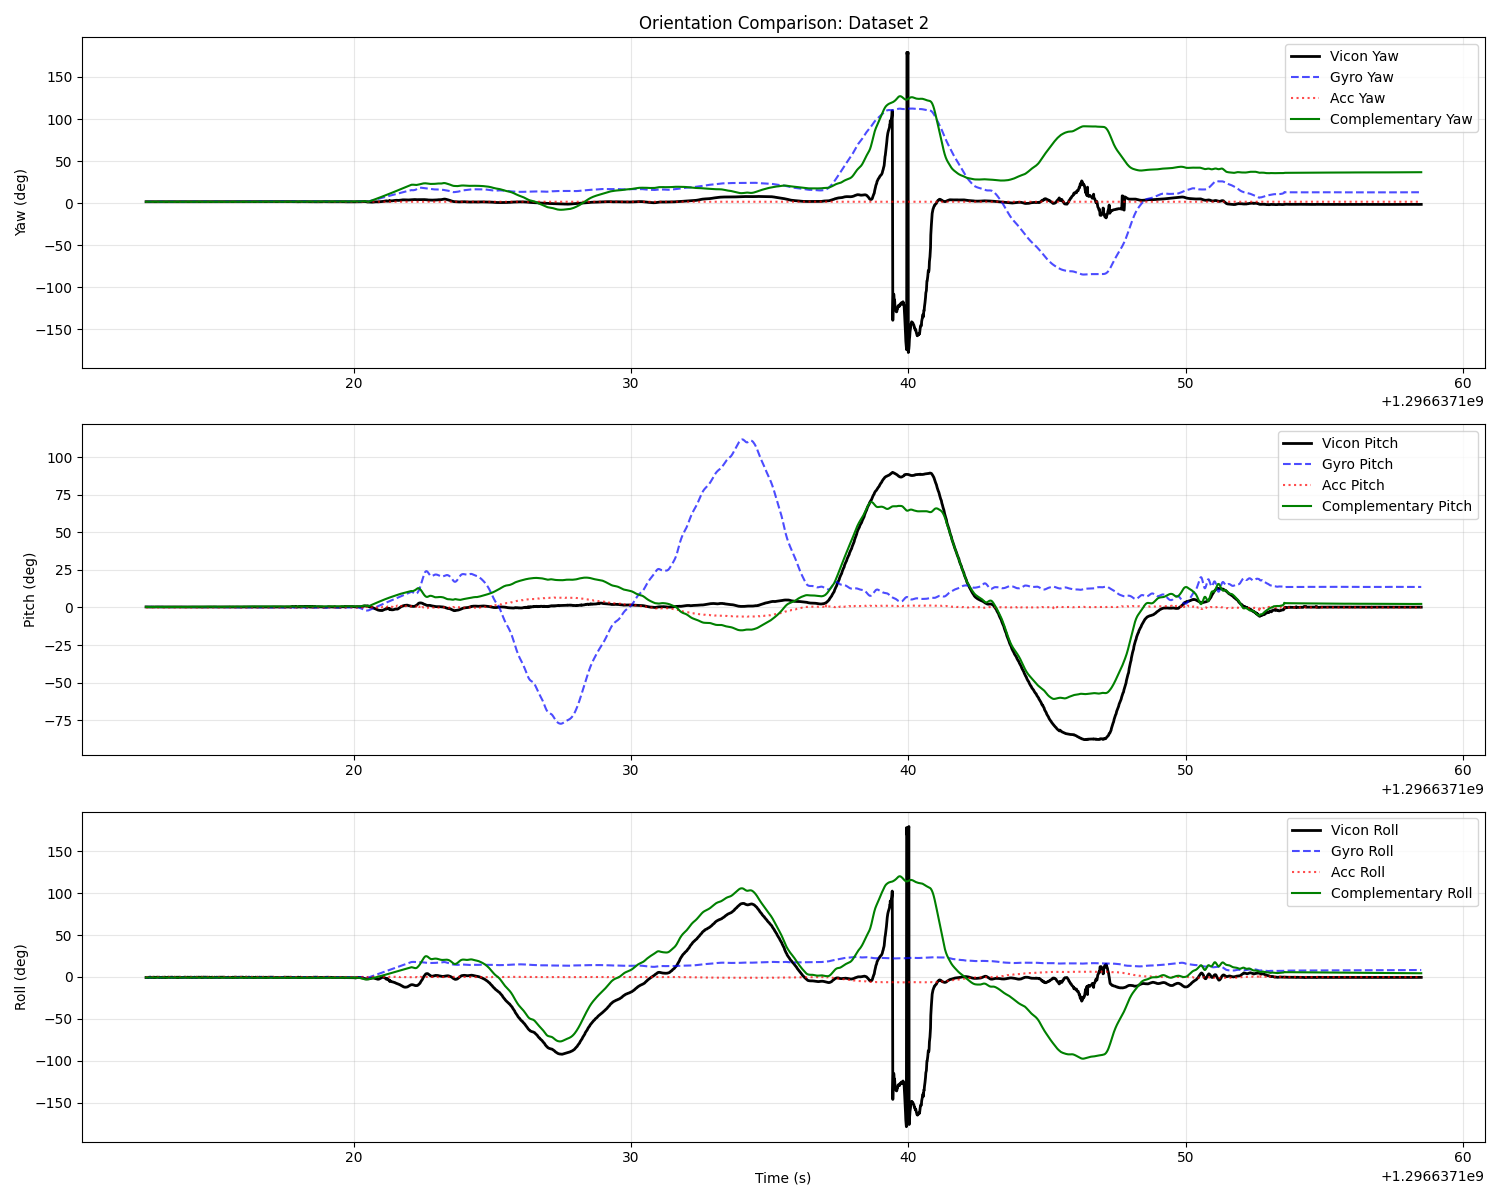 Orientation Comparison: Dataset 2
Yaw (deg)
150
100
50
0
−50
−100
−150
Vicon Yaw
Gyro Yaw
Acc Yaw
Complementary Yaw
20
30
40
50
60
+1.2966371e9
Pitch (deg)
100
75
50
25
0
−25
−50
−75
Vicon Pitch
Gyro Pitch
Acc Pitch
Complementary Pitch
20
30
40
50
60
+1.2966371e9
Roll (deg)
150
100
50
0
−50
−100
−150
Vicon Roll
Gyro Roll
Acc Roll
Complementary Roll
20
30
40
50
60
Time (s)
+1.2966371e9